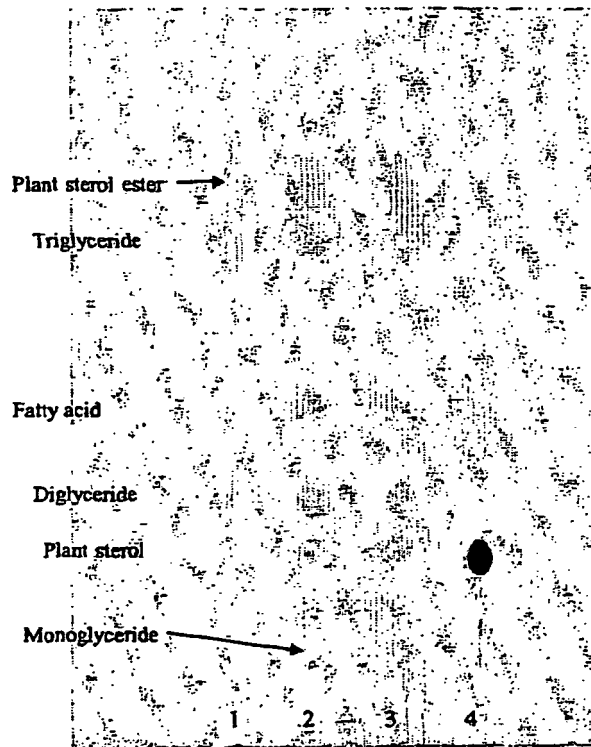 Plant sterol ester
Triglyceride
Fatty acid
Diglyceride
Plant sterol
Monoglyceride
1 2 3 4